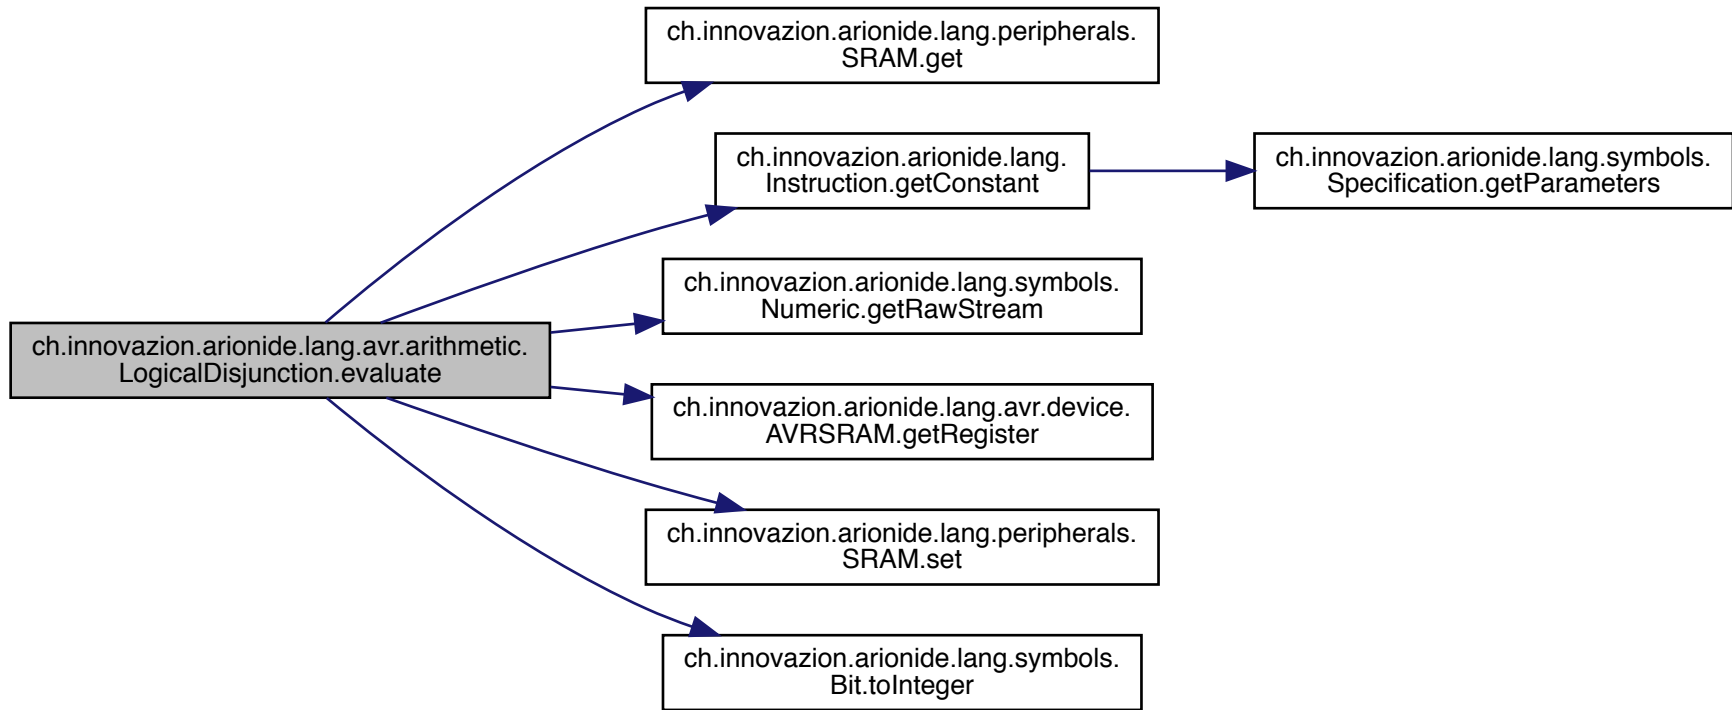 ch.innovazion.arionide.lang.peripherals.
SRAM.get
ch.innovazion.arionide.lang.
Instruction.getConstant
ch.innovazion.arionide.lang.symbols.
Specification.getParameters
ch.innovazion.arionide.lang.symbols.
Numeric.getRawStream
ch.innovazion.arionide.lang.avr.arithmetic.
LogicalDisjunction.evaluate
ch.innovazion.arionide.lang.avr.device.
AVRSRAM.getRegister
ch.innovazion.arionide.lang.peripherals.
SRAM.set
ch.innovazion.arionide.lang.symbols.
Bit.toInteger